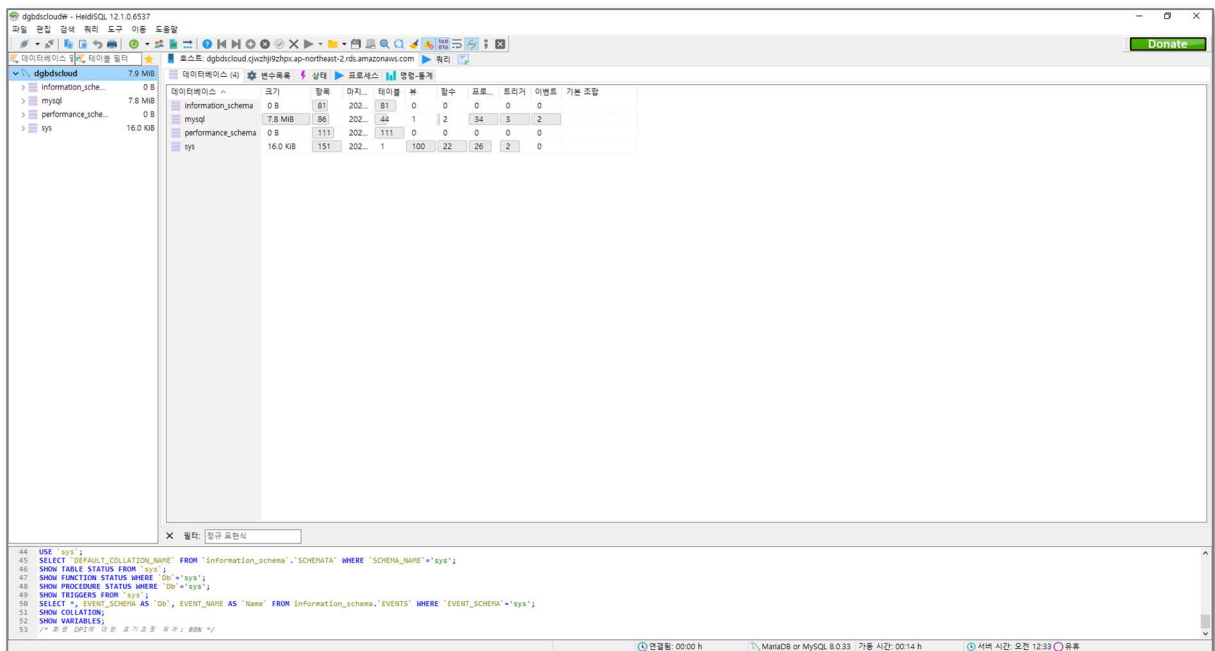 dgbdscloud# - HeidiSQL 12.1.0.6537
파일 편집 검색 쿼리 도구 이동 도움말
Donate
데이터베이스 테이블 필터
호스트: dgbdscloud.cjwzhji9zhpx.ap-northeast-2.rds.amazonaws.com 쿼리
dgbdscloud 7.9 MiB
information_sche... 0 B
mysql 7.8 MiB
performance_sche... 0 B
sys 16.0 KiB
데이터베이스 (4) 변수목록 상태 프로세스 명령-통계
데이터베이스 크기 항목 마지... 테이블 뷰 함수 프로... 트리거 이벤트 기본 조합
information_schema 0 B 81 202... 81 0 0 0 0 0
mysql 7.8 MiB 86 202... 44 1 2 34 3 2
performance_schema 0 B 111 202... 111 0 0 0 0 0
sys 16.0 KiB 151 202... 1 100 22 26 2 0
필터: 정규 표현식
44 USE `sys`;
45 SELECT `DEFAULT_COLLATION_NAME` FROM `information_schema`.`SCHEMATA` WHERE `SCHEMA_NAME`='sys';
46 SHOW TABLE STATUS FROM `sys`;
47 SHOW FUNCTION STATUS WHERE `Db`='sys';
48 SHOW PROCEDURE STATUS WHERE `Db`='sys';
49 SHOW TRIGGERS FROM `sys`;
50 SELECT *, EVENT_SCHEMA AS `Db`, EVENT_NAME AS `Name` FROM information_schema.`EVENTS` WHERE `EVENT_SCHEMA`='sys';
51 SHOW COLLATION;
52 SHOW VARIABLES;
53 /* 화면 DPI에 : 80% */
연결됨: 00:00 h MariaDB or MySQL 8.0.33 가동 시간: 00:14 h 서버 시간: 오전 12:33 유휴